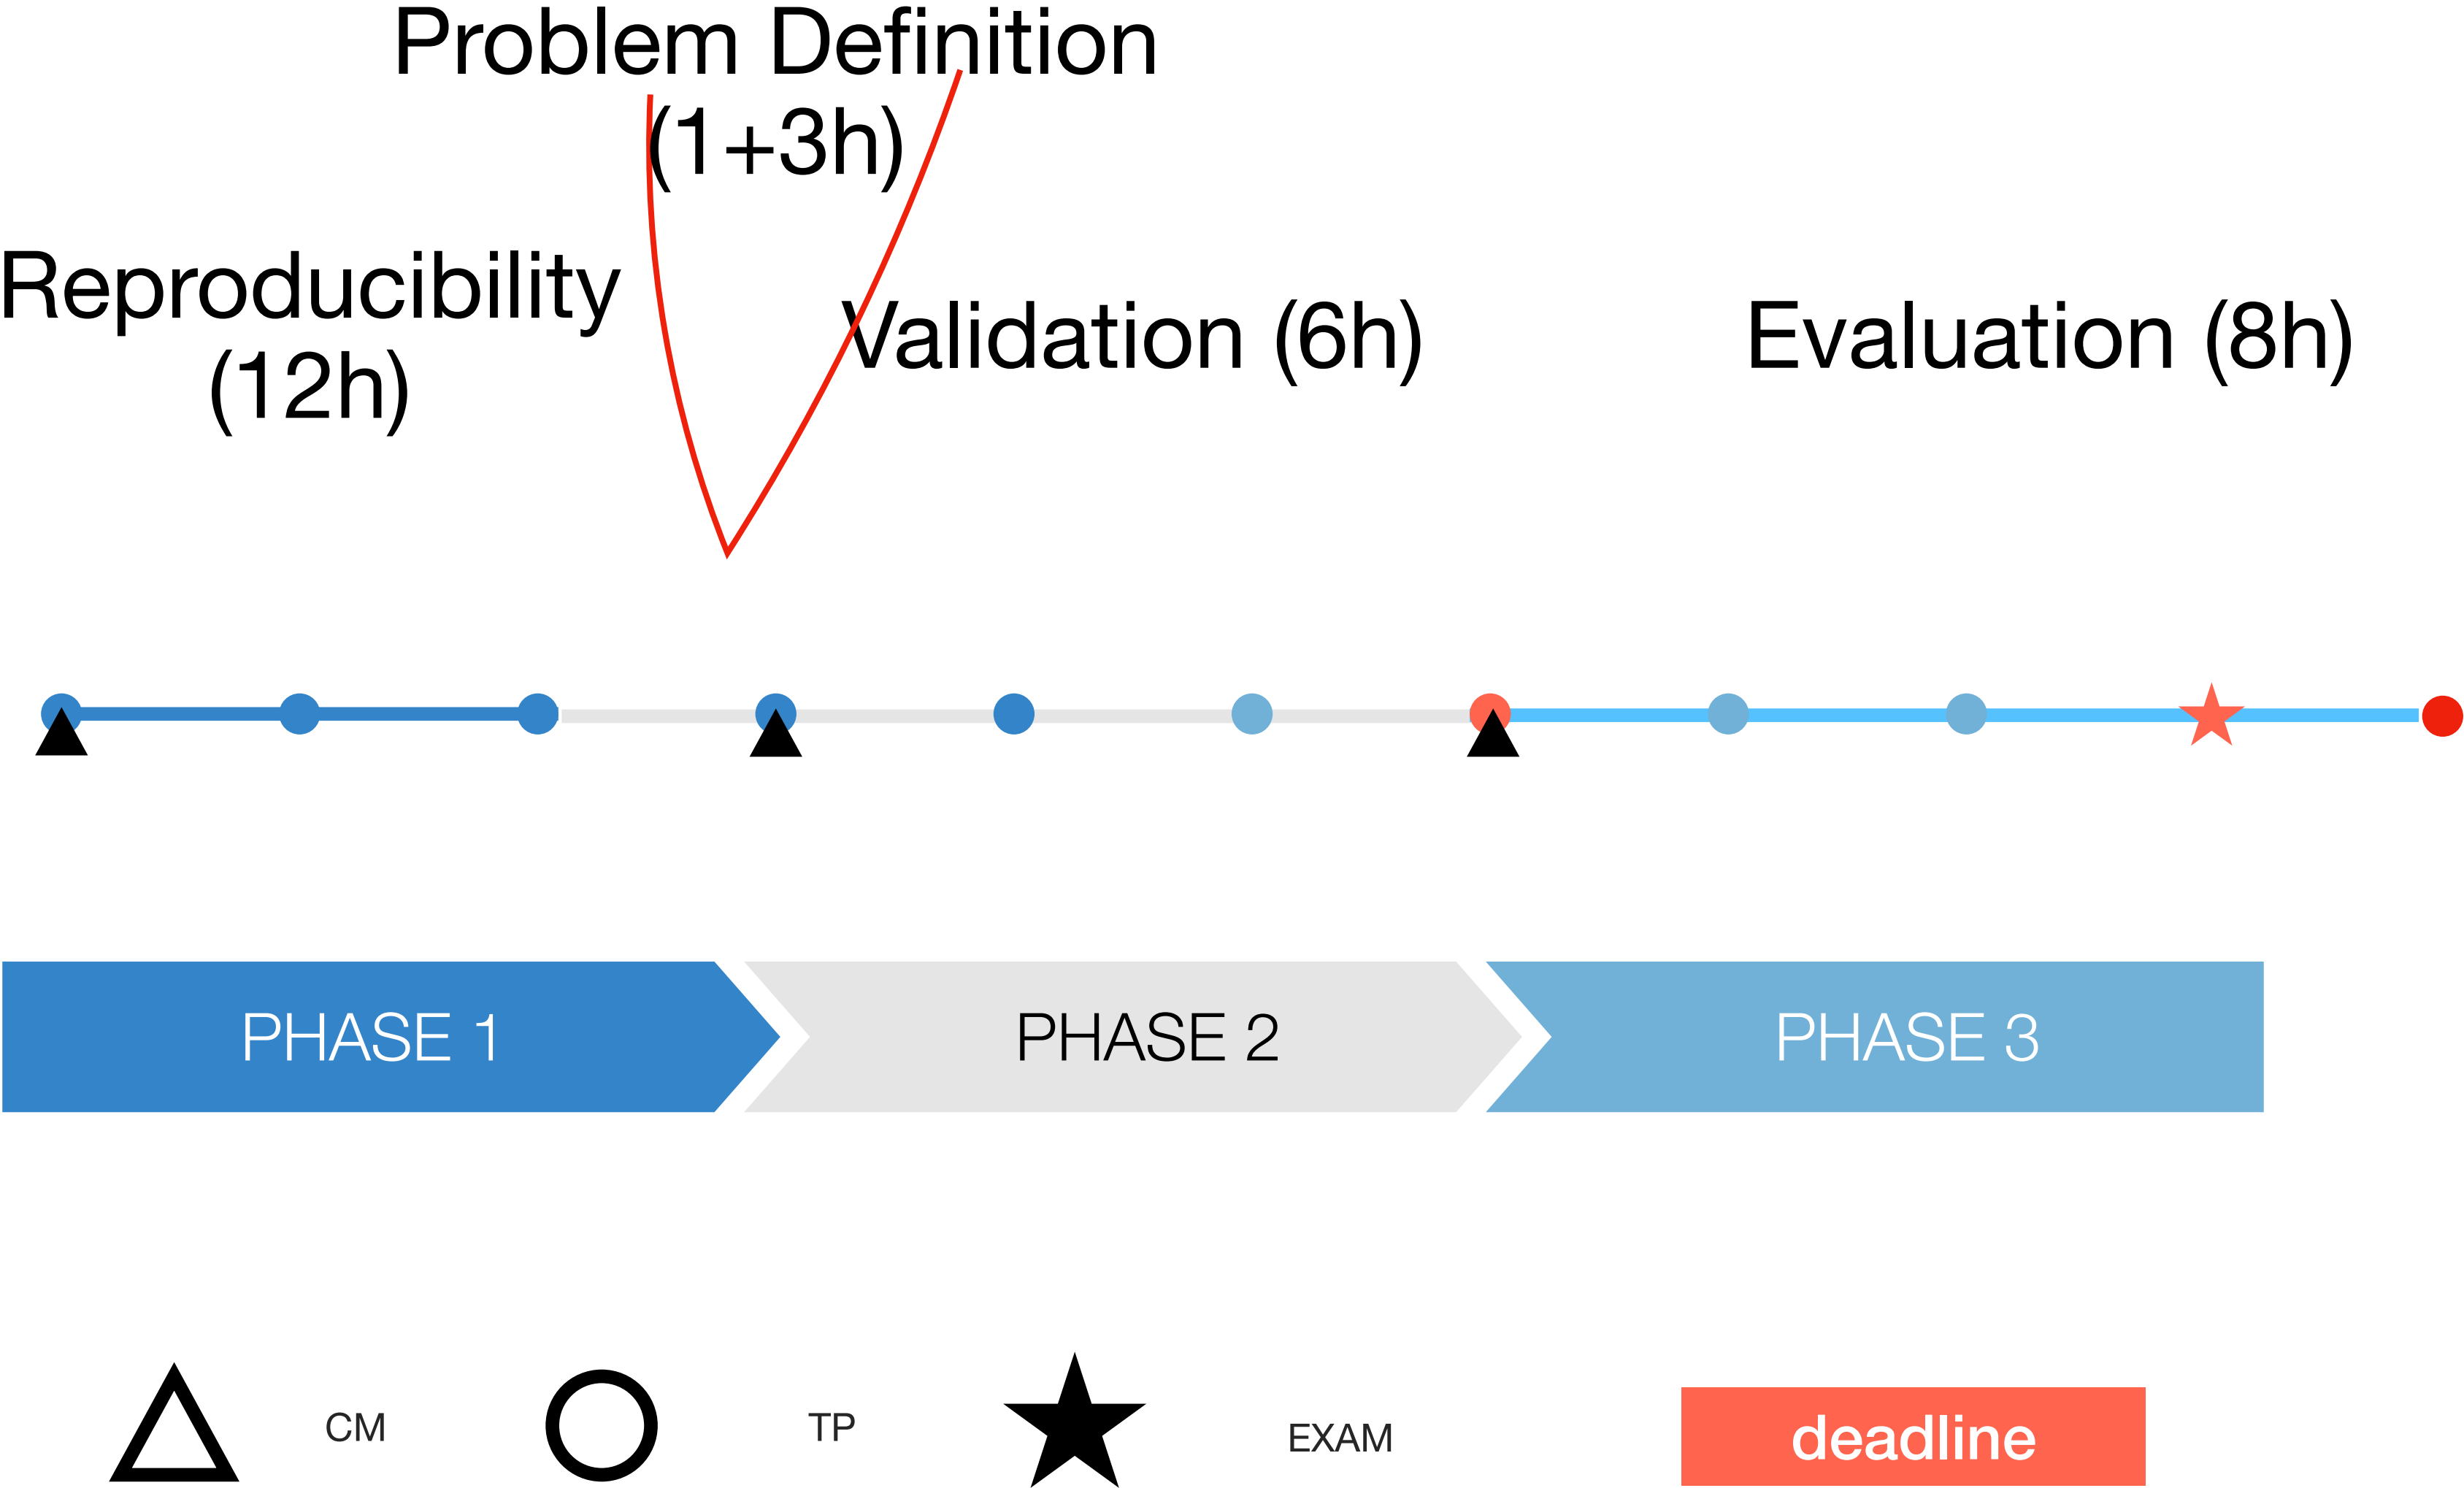 Problem Definition
(1+3h)
Reproducibility
(12h)
Validation (6h)
Evaluation (8h)
PHASE 1
PHASE 2
PHASE 3
CM
TP
EXAM
deadline